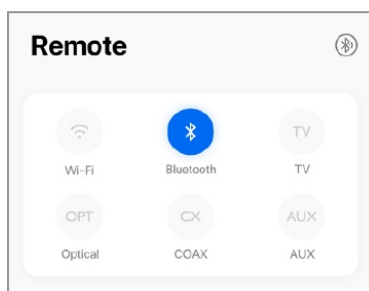 Remote
TV
Wi-Fi
Bluetooth
TV
OPT
CX
AUX
Optical
COAX
AUX